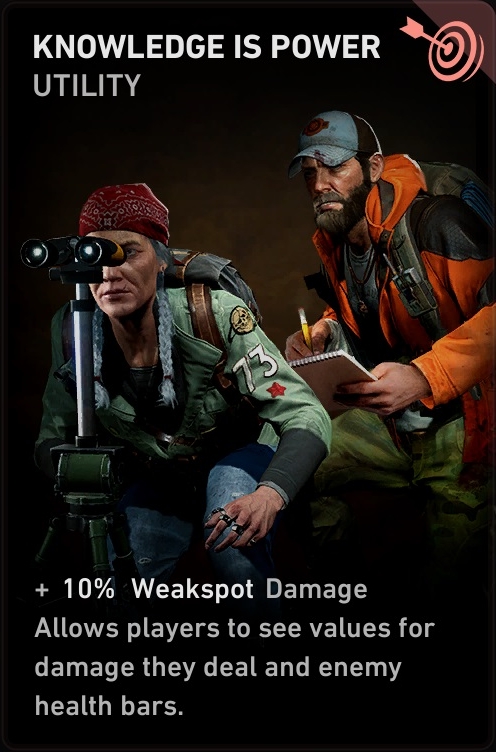 KNOWLEDGE IS POWER
UTILITY
73
+ 10% Weakspot Damage
Allows players to see values for
damage they deal and enemy
health bars.